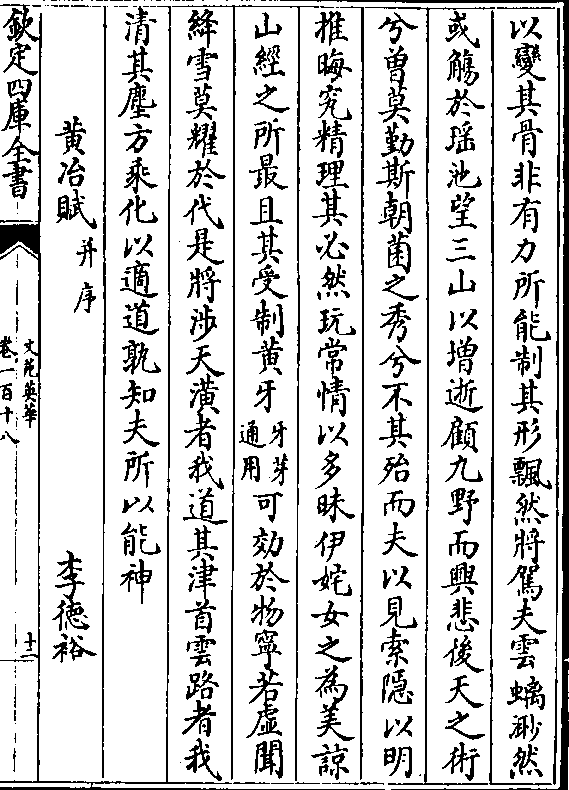 以變其骨非有力所能制其形飄然將駕夫雲螭砂然
或觴於瑶池望三山以増逝顧九野而興悲後天之術
兮曽莫勤斯朝菌之秀兮不其殆而夫以見索隠以明
推晦究精理其必然玩常情以多昧伊姹女之為美諒
山經之所最且其受制黄牙牙芽通用可効於物寧若虚聞
絳雪莫耀於代是將涉天潢者我道其津首雲路者我
清其塵方乘化以適道孰知夫所以能神
黄冶賦并序 李徳裕
欽定四庫全書
文苑英華
卷一百十八
十二